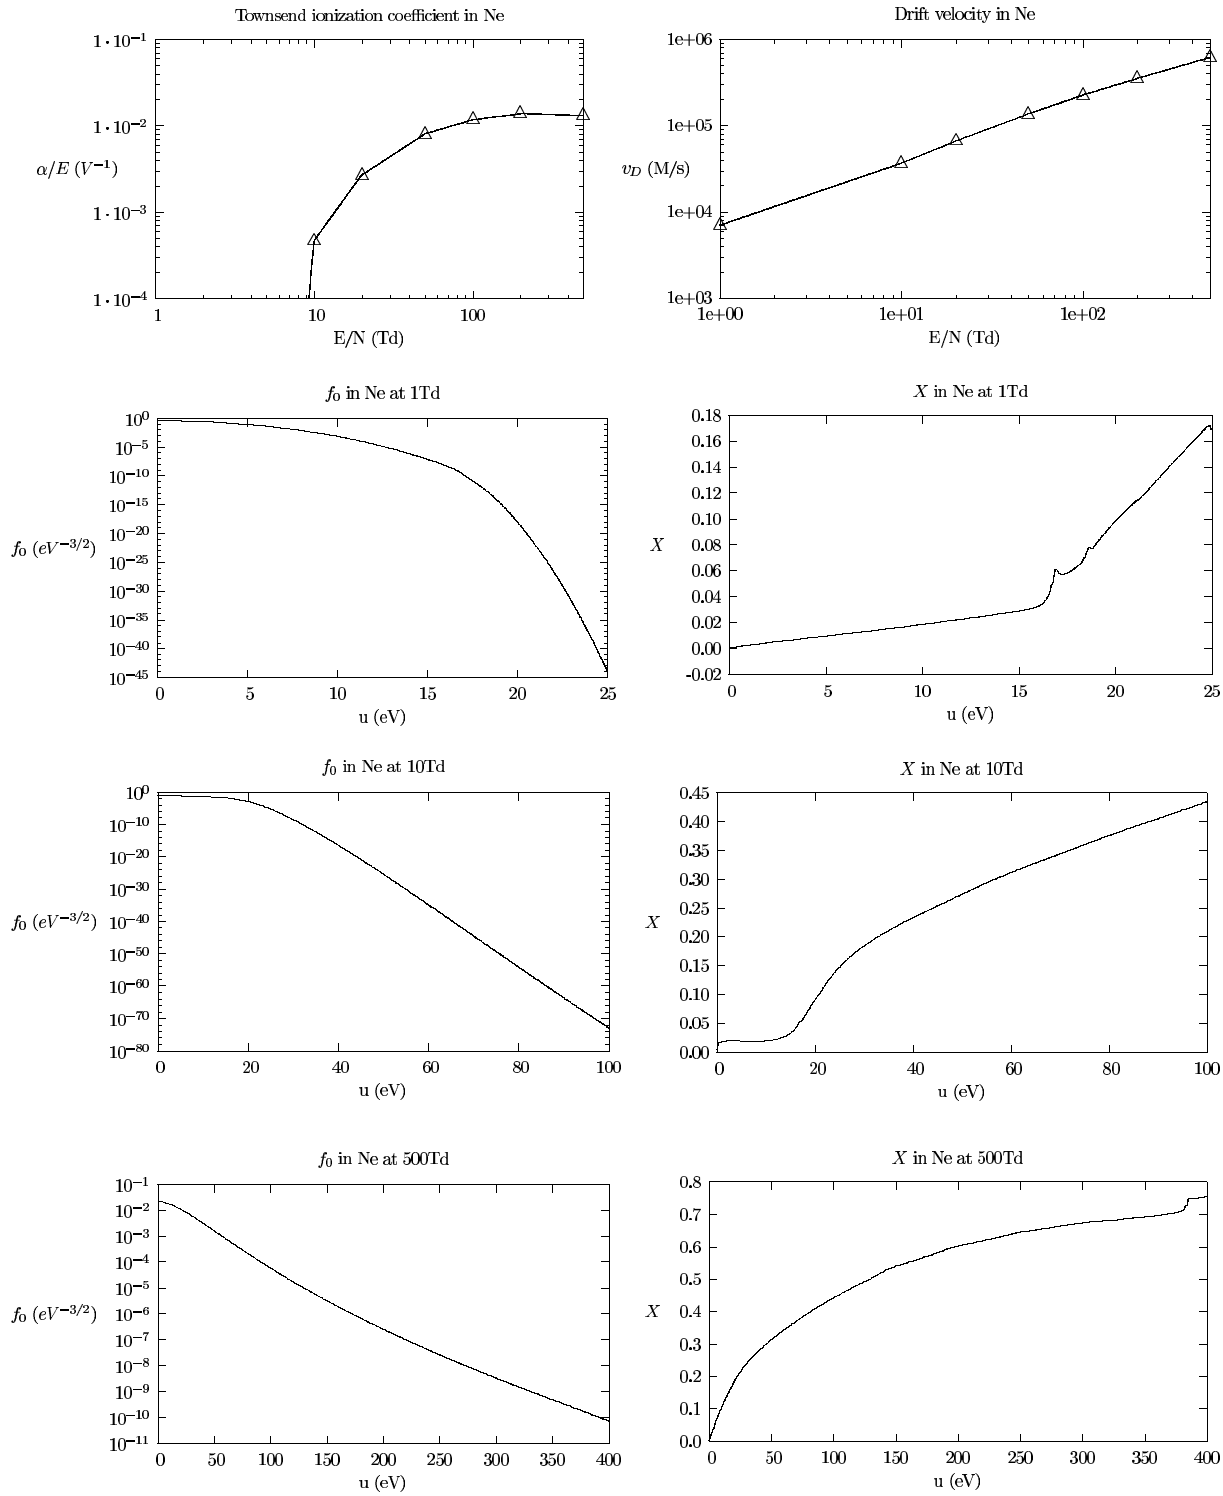 Townsend ionization coefficient in Ne
1·10⁻¹
1·10⁻²
α/E (V⁻¹)
1·10⁻³
1·10⁻⁴
1 10 100
E/N (Td)
Drift velocity in Ne
1e+06
1e+05
v_D (M/s)
1e+04
1e+03
1e+00 1e+01 1e+02
E/N (Td)
f₀ in Ne at 1Td
10⁰
10⁻⁵
10⁻¹⁰
10⁻¹⁵
10⁻²⁰
f₀ (eV⁻³/²)
10⁻²⁵
10⁻³⁰
10⁻³⁵
10⁻⁴⁰
10⁻⁴⁵
0 5 10 15 20 25
u (eV)
X in Ne at 1Td
0.18
0.16
0.14
0.12
0.10
0.08
X
0.06
0.04
0.02
0.00
-0.02
0 5 10 15 20 25
u (eV)
f₀ in Ne at 10Td
10⁰
10⁻¹⁰
10⁻²⁰
10⁻³⁰
f₀ (eV⁻³/²)
10⁻⁴⁰
10⁻⁵⁰
10⁻⁶⁰
10⁻⁷⁰
10⁻⁸⁰
0 20 40 60 80 100
u (eV)
X in Ne at 10Td
0.45
0.40
0.35
0.30
0.25
X
0.20
0.15
0.10
0.05
0.00
0 20 40 60 80 100
u (eV)
f₀ in Ne at 500Td
10⁻¹
10⁻²
10⁻³
10⁻⁴
10⁻⁵
f₀ (eV⁻³/²)
10⁻⁶
10⁻⁷
10⁻⁸
10⁻⁹
10⁻¹⁰
10⁻¹¹
0 50 100 150 200 250 300 350 400
u (eV)
X in Ne at 500Td
0.8
0.7
0.6
0.5
0.4
X
0.3
0.2
0.1
0.0
0 50 100 150 200 250 300 350 400
u (eV)